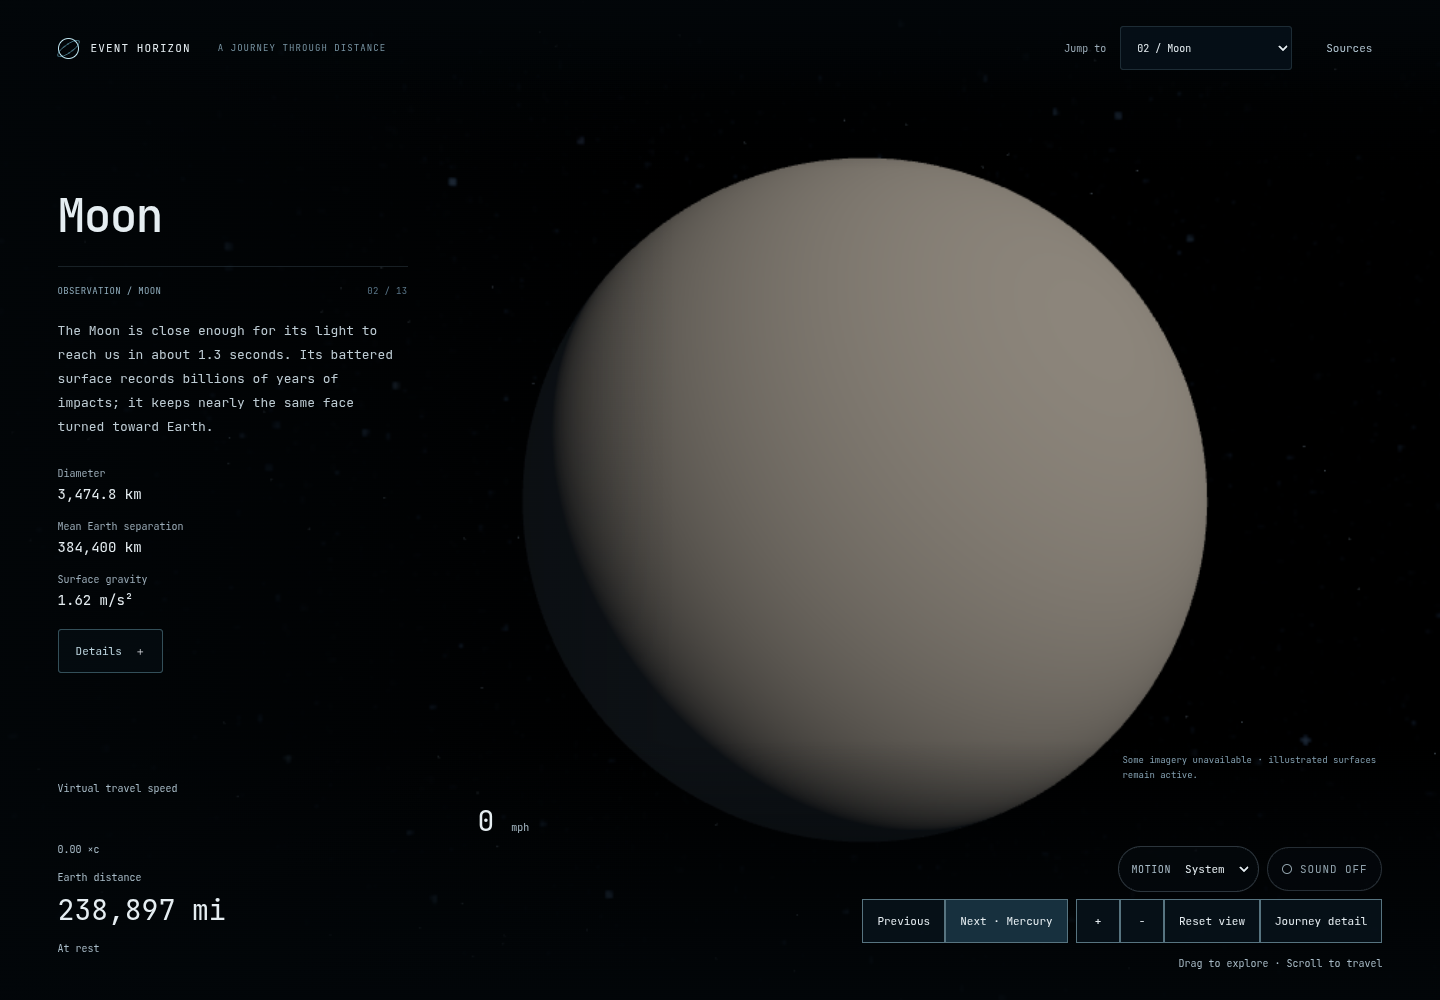 EVENT HORIZON
A JOURNEY THROUGH DISTANCE
Jump to
02 / Moon
Sources
Moon
OBSERVATION / MOON
02 / 13
The Moon is close enough for its light to
reach us in about 1.3 seconds. Its battered
surface records billions of years of
impacts; it keeps nearly the same face
turned toward Earth.
Diameter
3,474.8 km
Mean Earth separation
384,400 km
Surface gravity
1.62 m/s²
Details +
Some imagery unavailable · illustrated surfaces
remain active.
Virtual travel speed
0 mph
0.00 ×c
Earth distance
238,897 mi
At rest
MOTION System
SOUND OFF
Previous
Next · Mercury
+
-
Reset view
Journey detail
Drag to explore · Scroll to travel